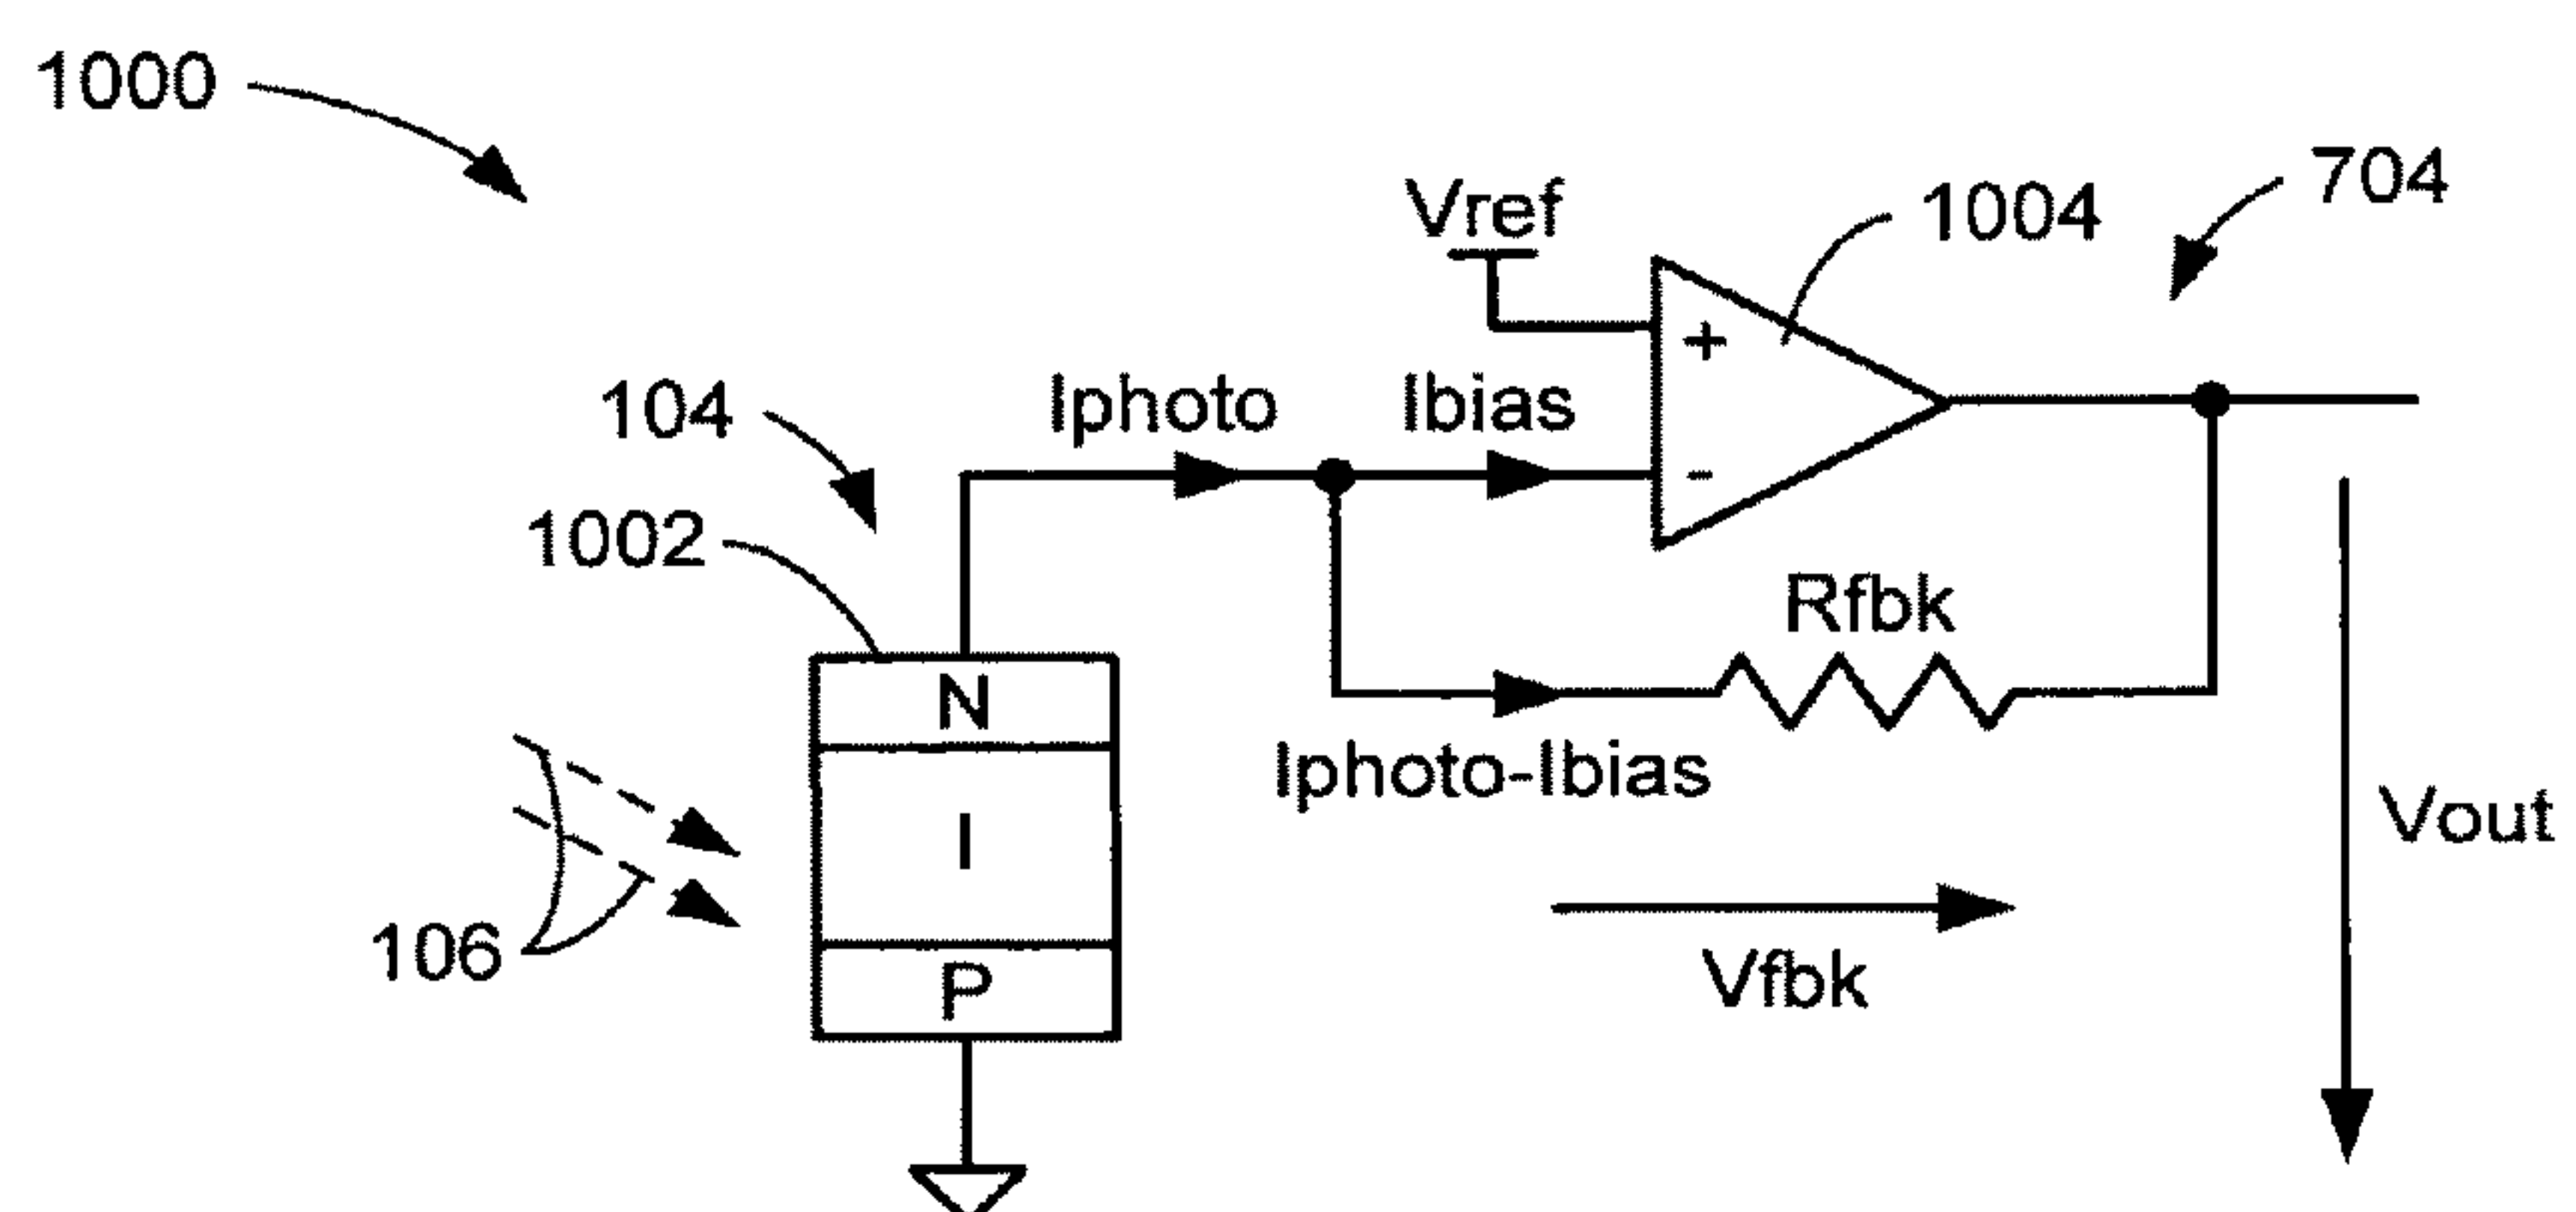 1000
704
Vref
1004
+
104
Iphoto
Ibias
-
1002
Rfbk
N
Iphoto-Ibias
I
Vout
106
P
Vfbk